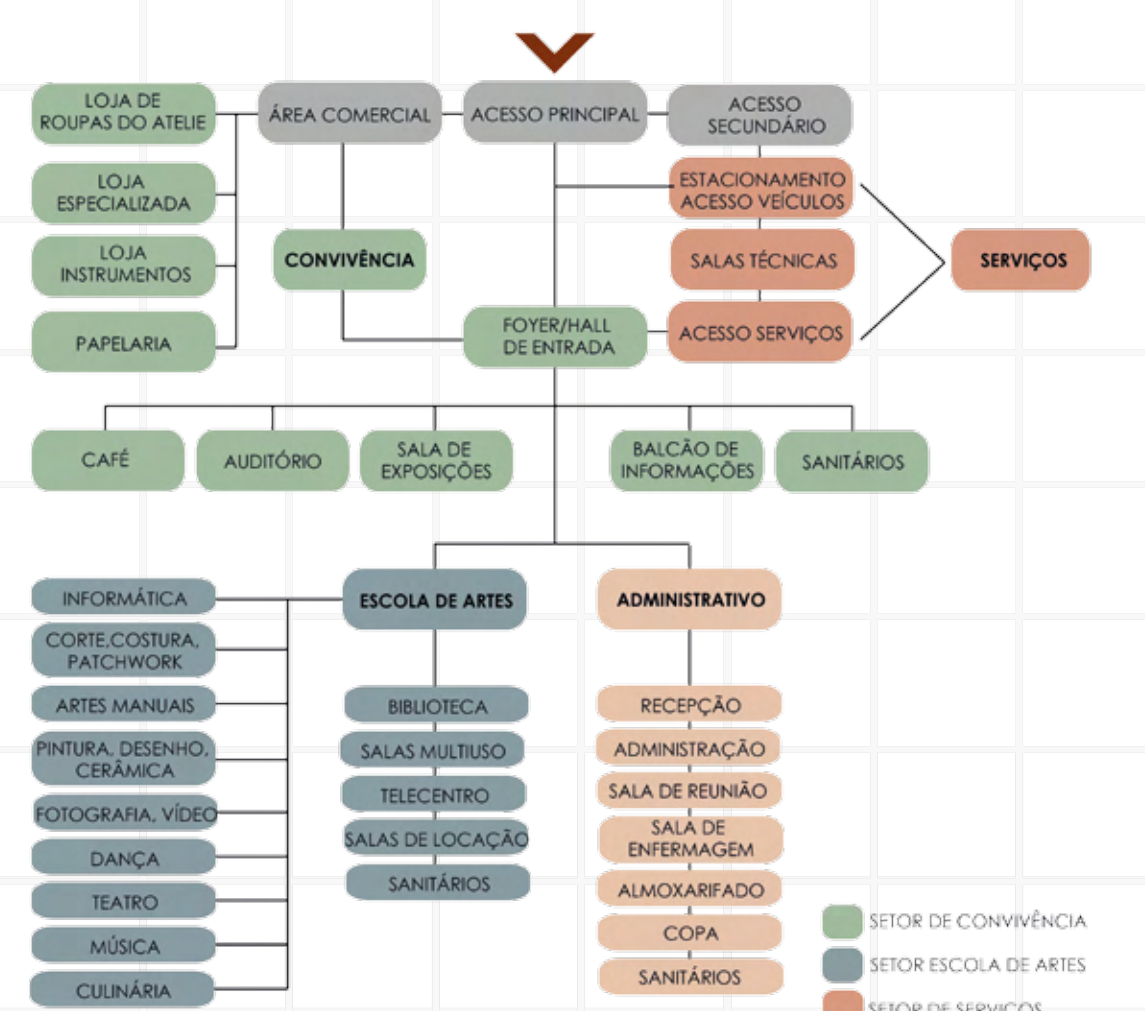 LOJA DE
ROUPAS DO ATELIE
ÁREA COMERCIAL
ACESSO PRINCIPAL
ACESSO
SECUNDÁRIO
LOJA
ESPECIALIZADA
ESTACIONAMENTO
ACESSO VEÍCULOS
LOJA
INSTRUMENTOS
CONVIVÊNCIA
SALAS TÉCNICAS
SERVIÇOS
PAPELARIA
FOYER/HALL
DE ENTRADA
ACESSO SERVIÇOS
CAFÉ
AUDITÓRIO
SALA DE
EXPOSIÇÕES
BALCÃO DE
INFORMAÇÕES
SANITÁRIOS
ESCOLA DE ARTES
ADMINISTRATIVO
INFORMÁTICA
CORTE,COSTURA,
PATCHWORK
ARTES MANUAIS
PINTURA, DESENHO,
CERÂMICA
FOTOGRAFIA, VÍDEO
DANÇA
TEATRO
MÚSICA
CULINÁRIA
BIBLIOTECA
SALAS MULTIUSO
TELECENTRO
SALAS DE LOCAÇÃO
SANITÁRIOS
RECEPÇÃO
ADMINISTRAÇÃO
SALA DE REUNIÃO
SALA DE
ENFERMAGEM
ALMOXARIFADO
COPA
SANITÁRIOS
SETOR DE CONVIVÊNCIA
SETOR ESCOLA DE ARTES
SETOR DE SERVIÇOS